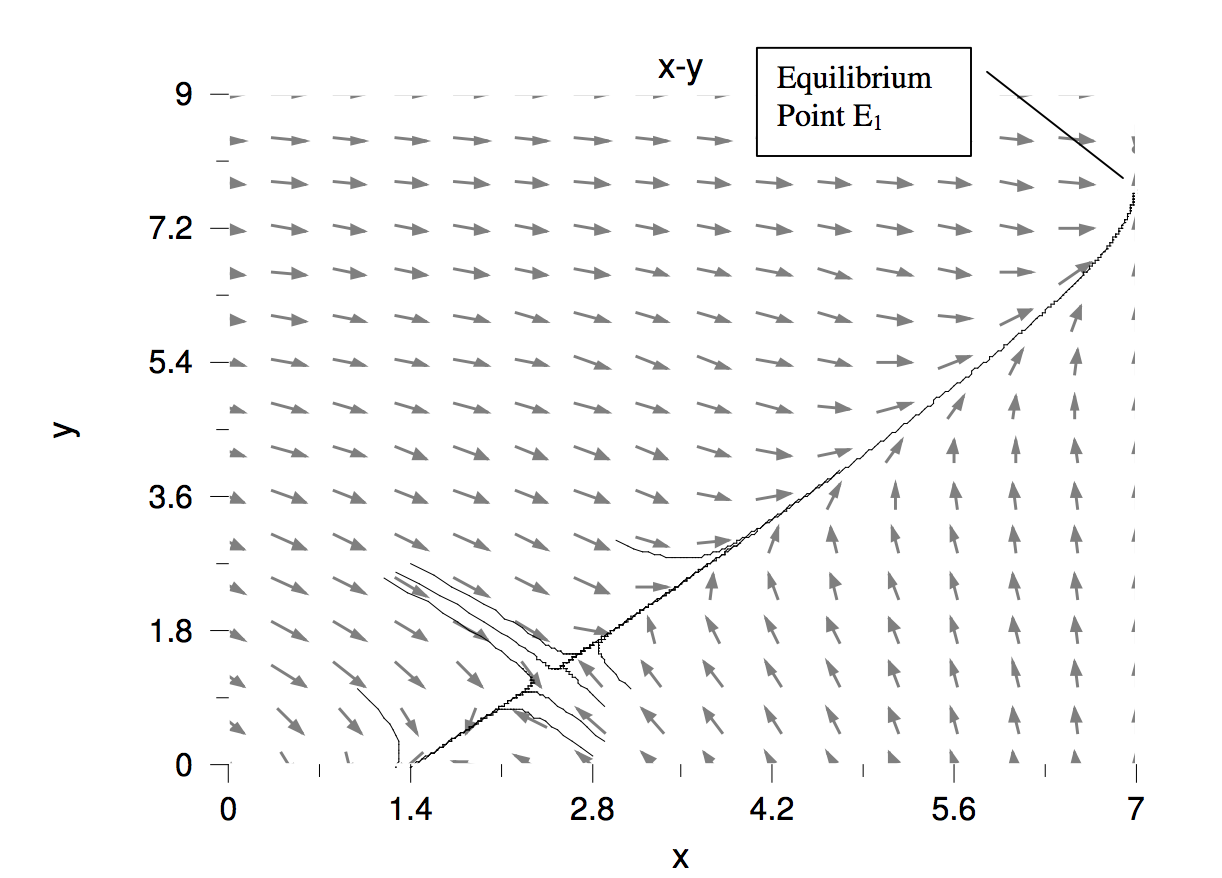 x-y
Equilibrium
Point E₁
9
7.2
5.4
3.6
1.8
0
y
0 1.4 2.8 4.2 5.6 7
x